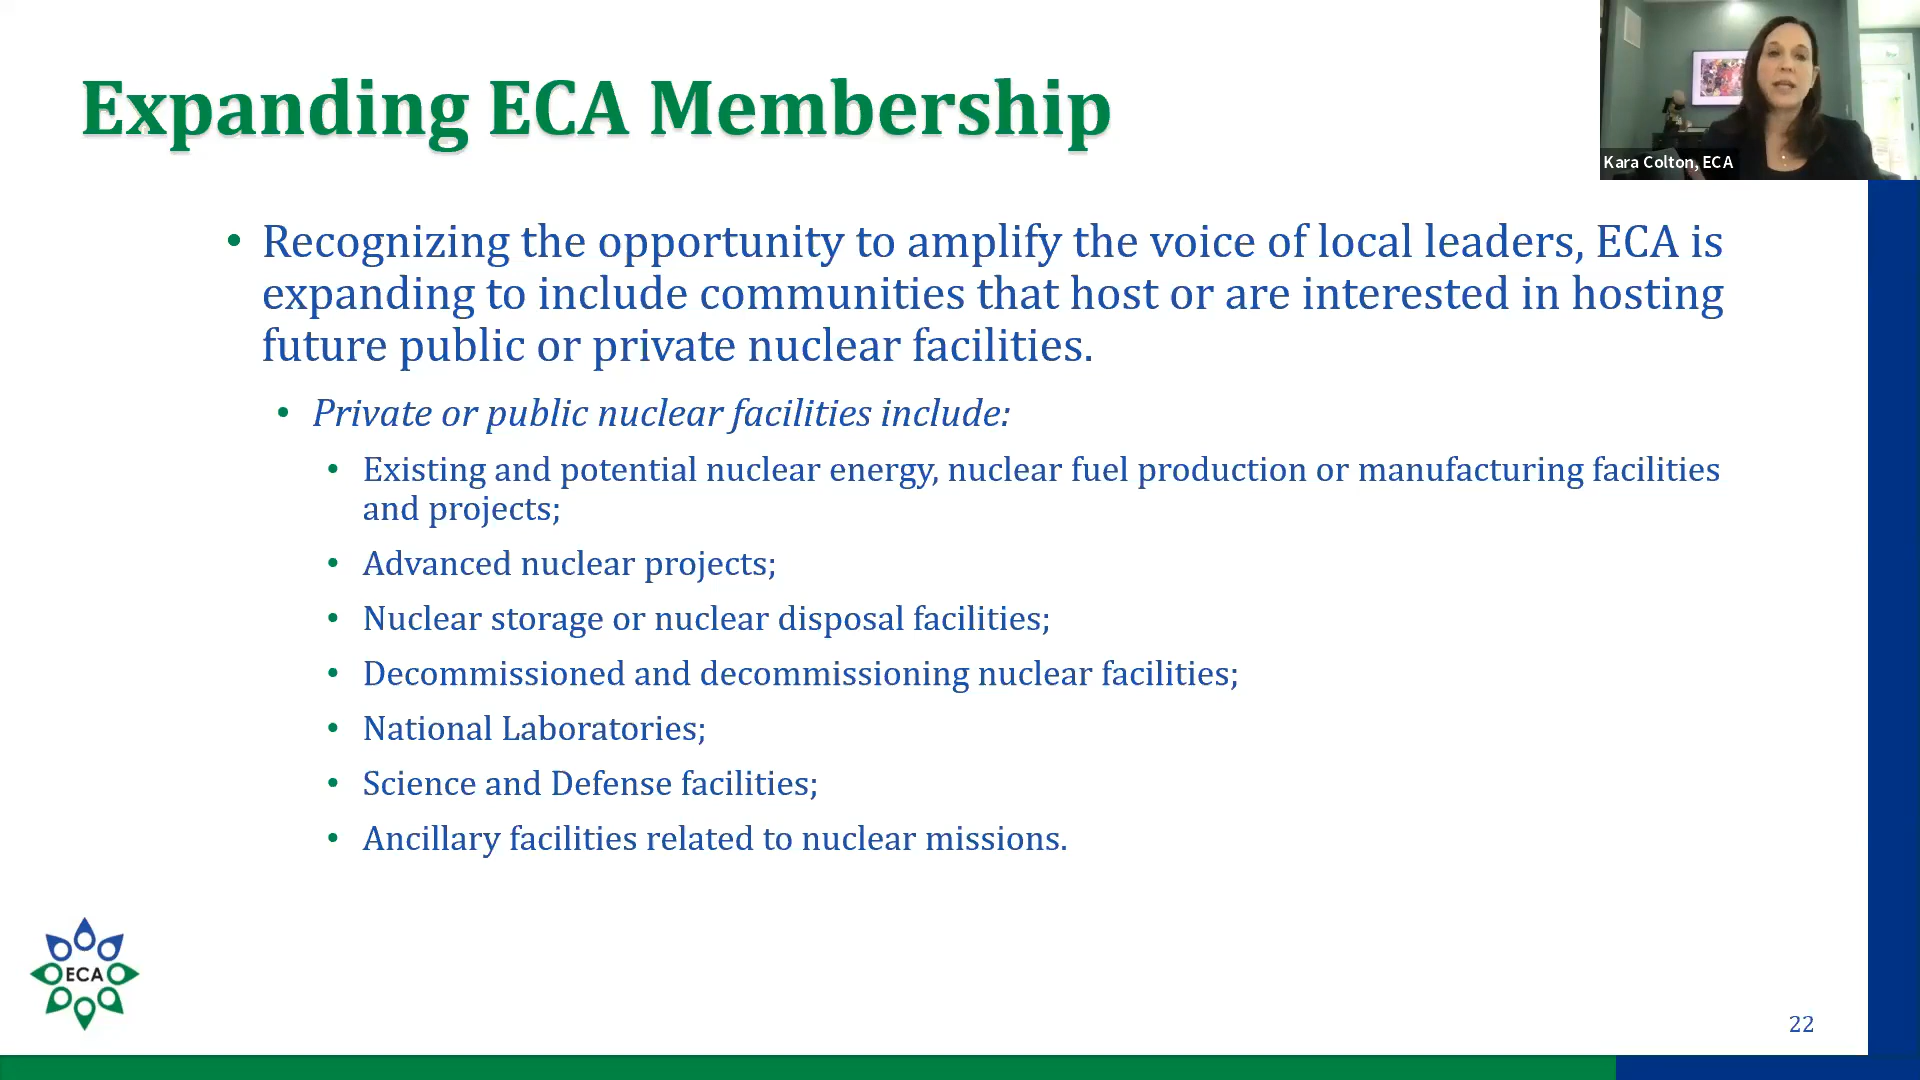 Expanding ECA Membership
Kara Colton, ECA
• Recognizing the opportunity to amplify the voice of local leaders, ECA is
expanding to include communities that host or are interested in hosting
future public or private nuclear facilities.
• Private or public nuclear facilities include:
• Existing and potential nuclear energy, nuclear fuel production or manufacturing facilities
and projects;
• Advanced nuclear projects;
• Nuclear storage or nuclear disposal facilities;
• Decommissioned and decommissioning nuclear facilities;
• National Laboratories;
• Science and Defense facilities;
• Ancillary facilities related to nuclear missions.
ECA
22